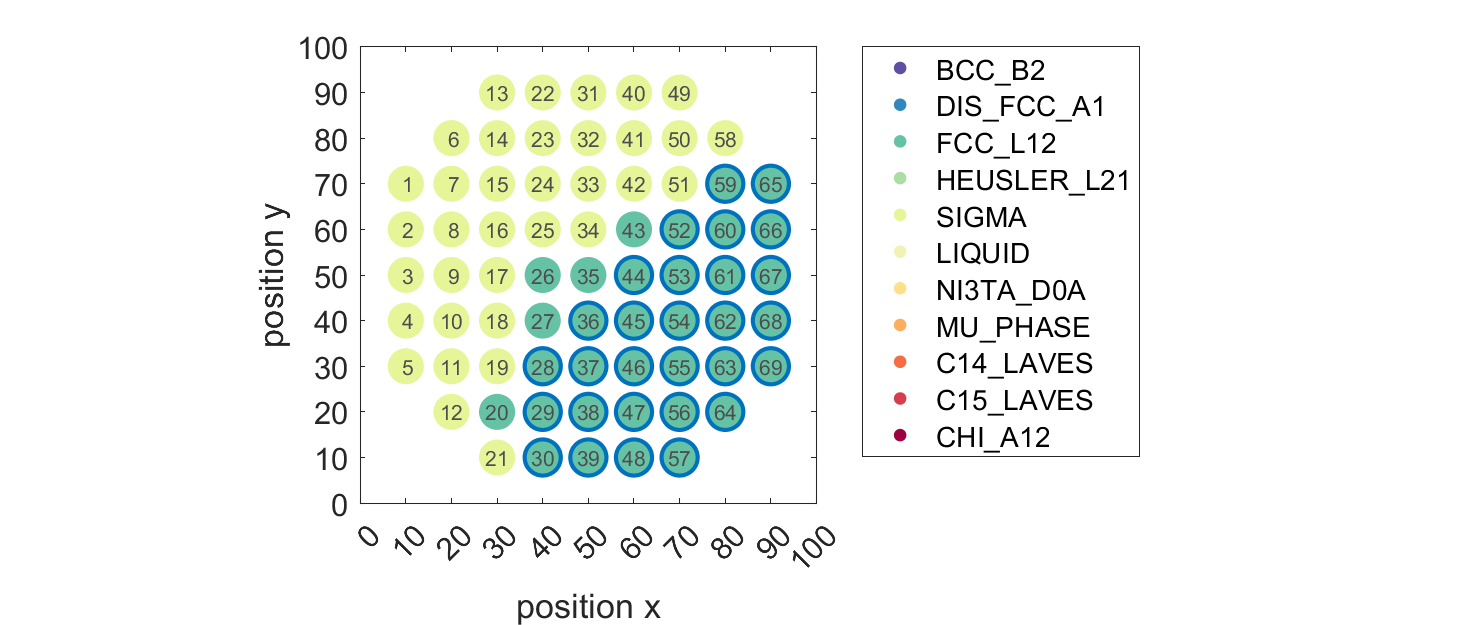 100
90
80
70
60
50
40
30
20
10
0
position y
13 22 31 40 49
6 14 23 32 41 50 58
1 7 15 24 33 42 51 59 65
2 8 16 25 34 43 52 60 66
3 9 17 26 35 44 53 61 67
4 10 18 27 36 45 54 62 68
5 11 19 28 37 46 55 63 69
12 20 29 38 47 56 64
21 30 39 48 57
0 10 20 30 40 50 60 70 80 90 100
position x
BCC_B2
DIS_FCC_A1
FCC_L12
HEUSLER_L21
SIGMA
LIQUID
NI3TA_D0A
MU_PHASE
C14_LAVES
C15_LAVES
CHI_A12